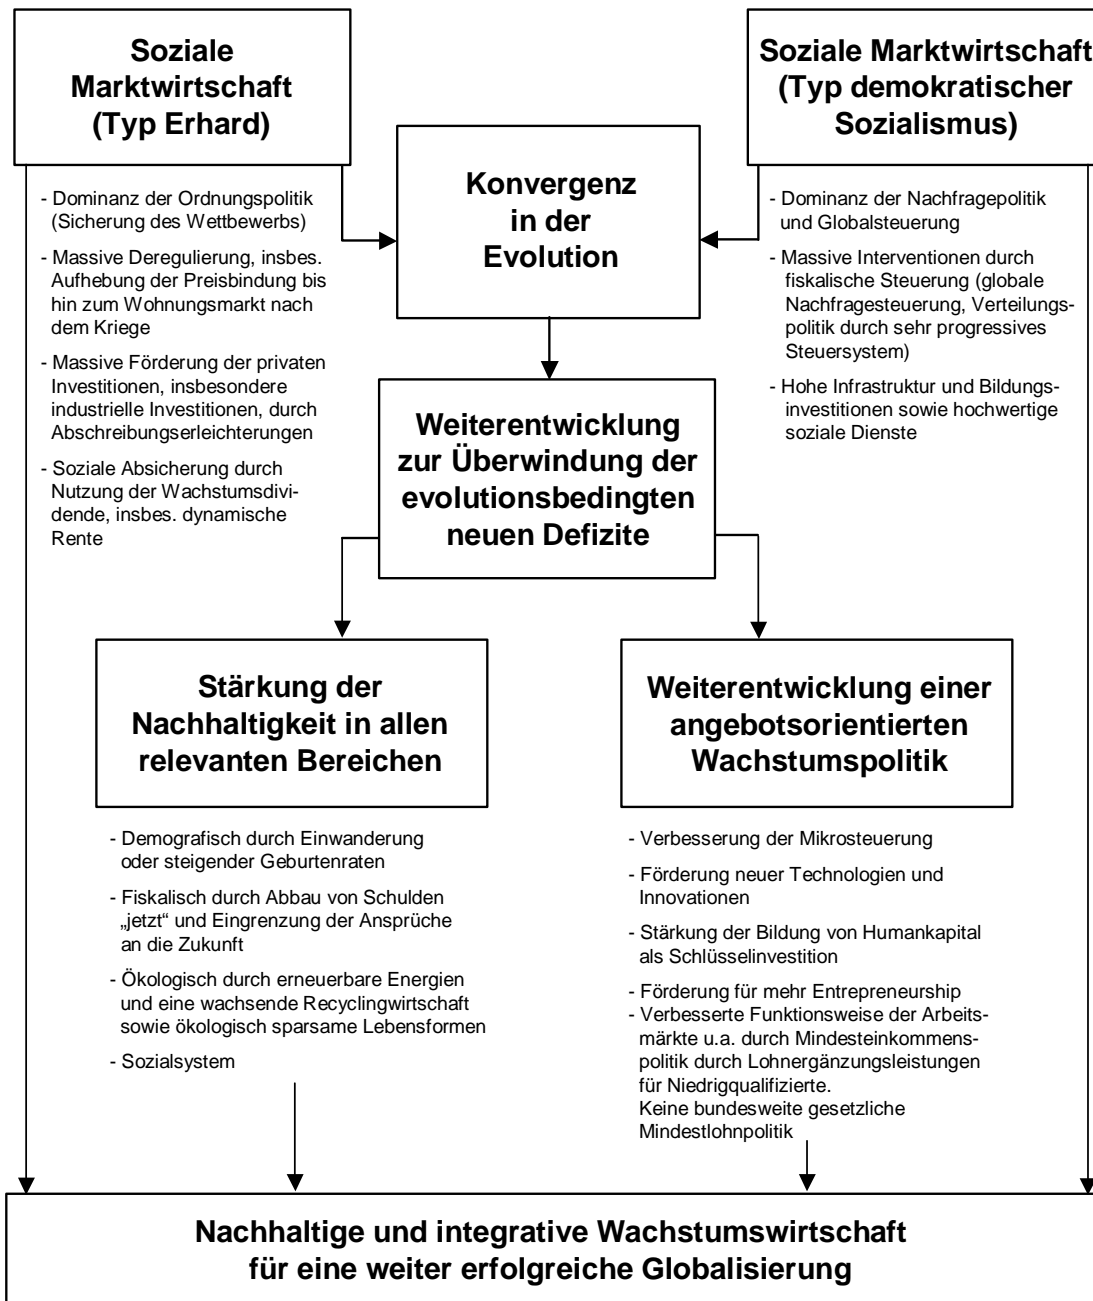 Soziale
Marktwirtschaft
(Typ Erhard)
Soziale Marktwirtschaft
(Typ demokratischer
Sozialismus)
Konvergenz
in der
Evolution
- Dominanz der Ordnungspolitik
(Sicherung des Wettbewerbs)
- Massive Deregulierung, insbes.
Aufhebung der Preisbindung bis
hin zum Wohnungsmarkt nach
dem Kriege
- Massive Förderung der privaten
Investitionen, insbesondere
industrielle Investitionen, durch
Abschreibungserleichterungen
- Soziale Absicherung durch
Nutzung der Wachstumsdivi-
dende, insbes. dynamische
Rente
- Dominanz der Nachfragepolitik
und Globalsteuerung
- Massive Interventionen durch
fiskalische Steuerung (globale
Nachfragesteuerung, Verteilungs-
politik durch sehr progressives
Steuersystem)
- Hohe Infrastruktur und Bildungs-
investitionen sowie hochwertige
soziale Dienste
Weiterentwicklung
zur Überwindung der
evolutionsbedingten
neuen Defizite
Stärkung der
Nachhaltigkeit in allen
relevanten Bereichen
Weiterentwicklung einer
angebotsorientierten
Wachstumspolitik
- Demografisch durch Einwanderung
oder steigender Geburtenraten
- Fiskalisch durch Abbau von Schulden
„jetzt“ und Eingrenzung der Ansprüche
an die Zukunft
- Ökologisch durch erneuerbare Energien
und eine wachsende Recyclingwirtschaft
sowie ökologisch sparsame Lebensformen
- Sozialsystem
- Verbesserung der Mikrosteuerung
- Förderung neuer Technologien und
Innovationen
- Stärkung der Bildung von Humankapital
als Schlüsselinvestition
- Förderung für mehr Entrepreneurship
- Verbesserte Funktionsweise der Arbeits-
märkte u.a. durch Mindesteinkommens-
politik durch Lohnergänzungsleistungen
für Niedrigqualifizierte.
Keine bundesweite gesetzliche
Mindestlohnpolitik
Nachhaltige und integrative Wachstumswirtschaft
für eine weiter erfolgreiche Globalisierung